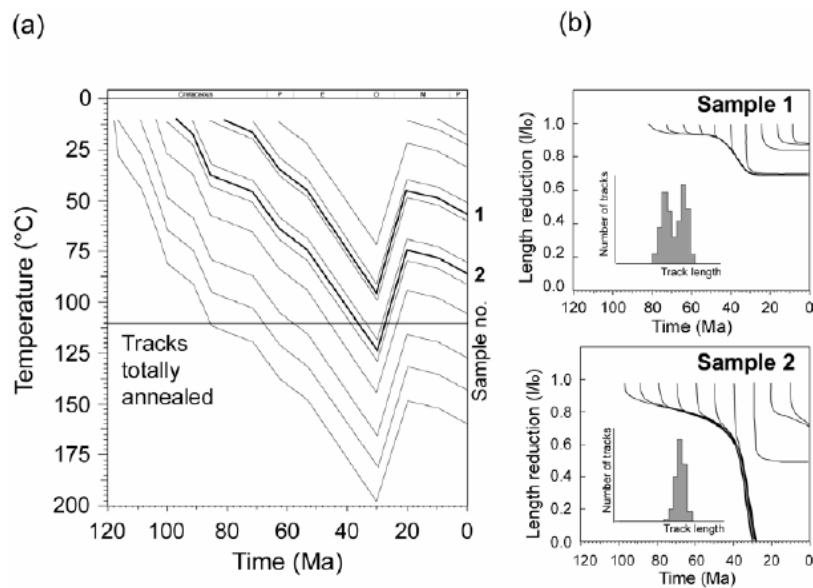 (a)
Cretaceous P E O M P
0
25
50
75
100
125
150
175
200
Temperature (°C)
Tracks
totally
annealed
1
2
Sample no.
120 100 80 60 40 20 0
Time (Ma)
(b)
Sample 1
1.0
0.8
0.6
0.4
0.2
0.0
Length reduction (l/lo)
Number of tracks
Track length
120 100 80 60 40 20 0
Time (Ma)
Sample 2
1.0
0.8
0.6
0.4
0.2
0.0
Length reduction (l/lo)
Number of tracks
Track length
120 100 80 60 40 20 0
Time (Ma)